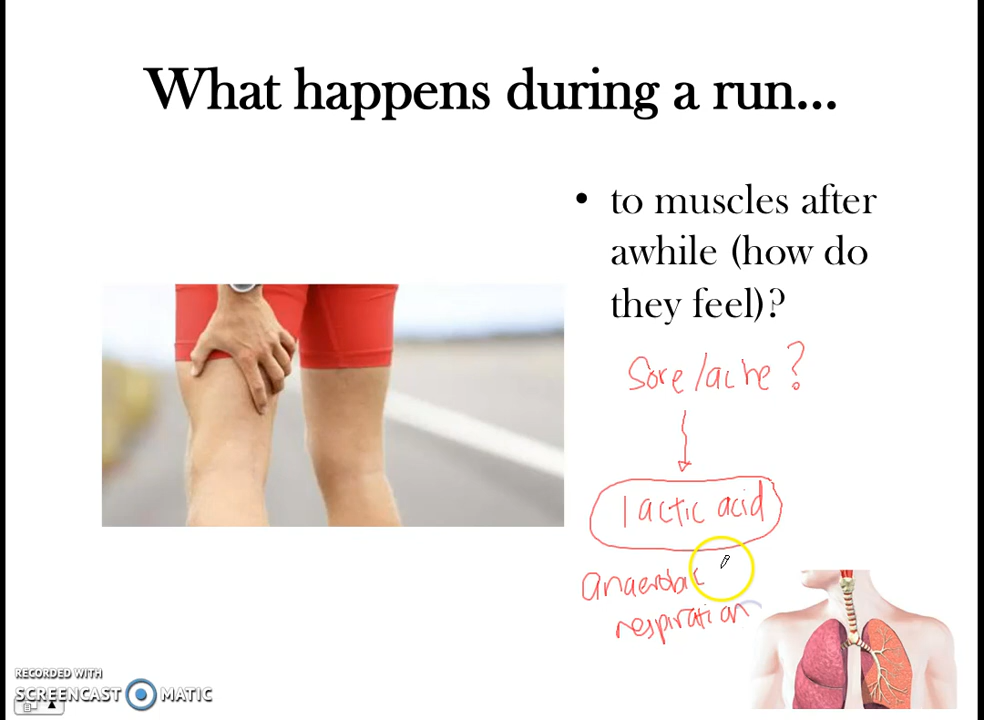 What happens during a run...
• to muscles after
awhile (how do
they feel)?
Sore/ache?
lactic acid
anaerobic
respiration
RECORDED WITH
SCREENCAST MATIC